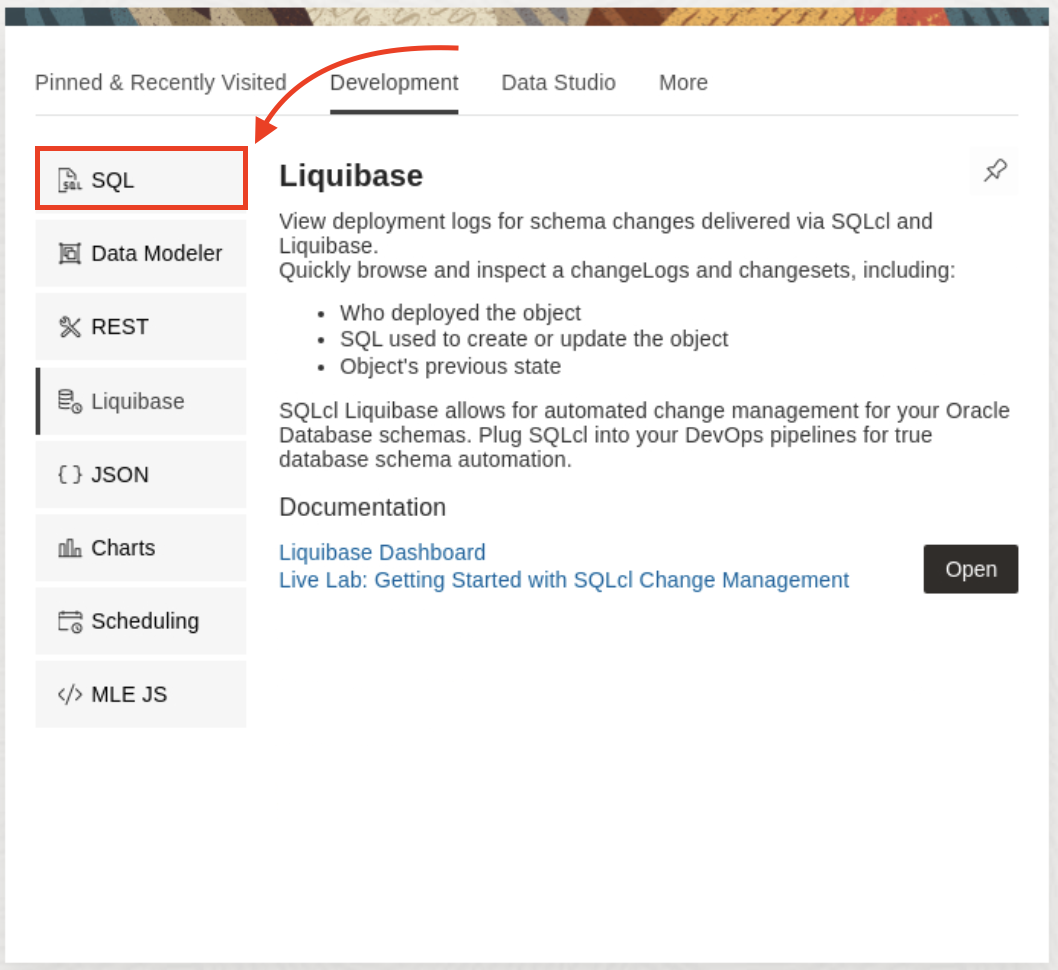 Pinned & Recently Visited Development Data Studio More
SQL
Data Modeler
REST
Liquibase
JSON
Charts
Scheduling
MLE JS
Liquibase
View deployment logs for schema changes delivered via SQLcl and
Liquibase.
Quickly browse and inspect a changeLogs and changesets, including:
• Who deployed the object
• SQL used to create or update the object
• Object's previous state
SQLcl Liquibase allows for automated change management for your Oracle
Database schemas. Plug SQLcl into your DevOps pipelines for true
database schema automation.
Documentation
Liquibase Dashboard
Live Lab: Getting Started with SQLcl Change Management
Open